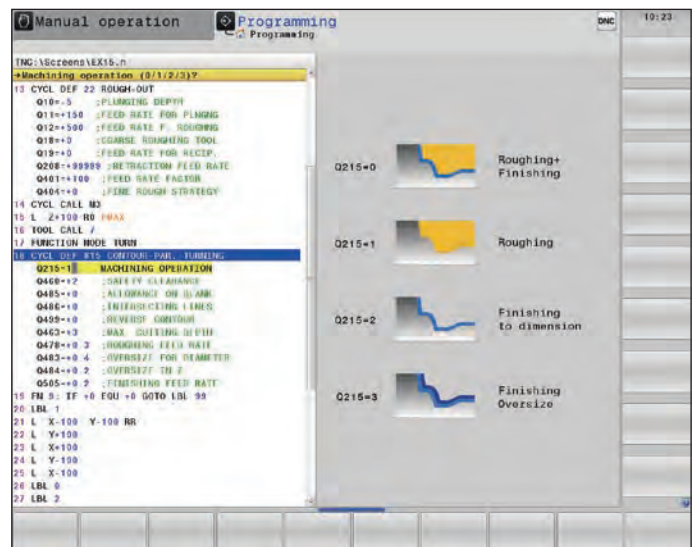 Manual operation
Programming
Programming
DNC
10:23
TNC:\Screens\EX16.h
→Machining operation (0/1/2/3)?
13 CYCL DEF 22 ROUGH-OUT
Q10=-5 ;PLUNGING DEPTH
Q11=+150 ;FEED RATE FOR PLNGNG
Q12=+500 ;FEED RATE F. ROUGHNG
Q18=+0 ;COARSE ROUGHING TOOL
Q19=+0 ;FEED RATE FOR RECIP.
Q208=+99999 ;RETRACTION FEED RATE
Q401=+100 ;FEED RATE FACTOR
Q404=+0 ;FINE ROUGH STRATEGY
14 CYCL CALL M3
15 L Z+100 R0 FMAX
16 TOOL CALL 7
17 FUNCTION MODE TURN
18 CYCL DEF 815 CONTOUR-PAR. TURNING
Q215=1 MACHINING OPERATION
Q460=+2 ;SAFETY CLEARANCE
Q485=+0 ;ALLOWANCE ON BLANK
Q486=+0 ;INTERSECTING LINES
Q499=+0 ;REVERSE CONTOUR
Q463=+3 ;MAX. CUTTING DEPTH
Q478=+0.3 ;ROUGHING FEED RATE
Q483=+0.4 ;OVERSIZE FOR DIAMETER
Q484=+0.2 ;OVERSIZE IN Z
Q505=+0.2 ;FINISHING FEED RATE
19 FN 9: IF +0 EQU +0 GOTO LBL 99
20 LBL 1
21 L X-100 Y-100 RR
22 L Y+100
23 L X+100
24 L Y-100
25 L X-100
26 LBL 0
27 LBL 2
Q215=0
Roughing+
Finishing
Q215=1
Roughing
Q215=2
Finishing
to dimension
Q215=3
Finishing
Oversize